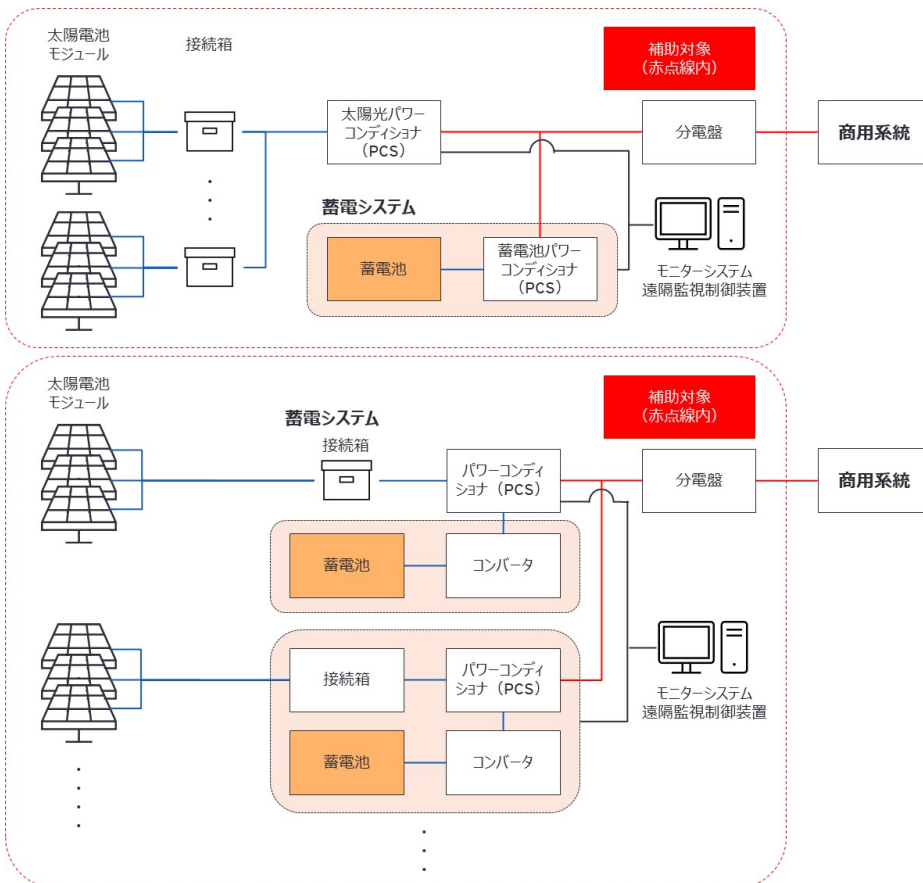 太陽電池
モジュール
接続箱
補助対象
（赤点線内）
太陽光パワー
コンディショナ
（PCS）
分電盤
商用系統
・
・
・
蓄電システム
蓄電池
蓄電池パワー
コンディショナ
（PCS）
モニターシステム
遠隔監視制御装置
太陽電池
モジュール
補助対象
（赤点線内）
蓄電システム
接続箱
パワーコンディ
ショナ（PCS）
分電盤
商用系統
蓄電池
コンバータ
接続箱
パワーコンディ
ショナ（PCS）
モニターシステム
遠隔監視制御装置
蓄電池
コンバータ
・
・
・
・
・
・
・